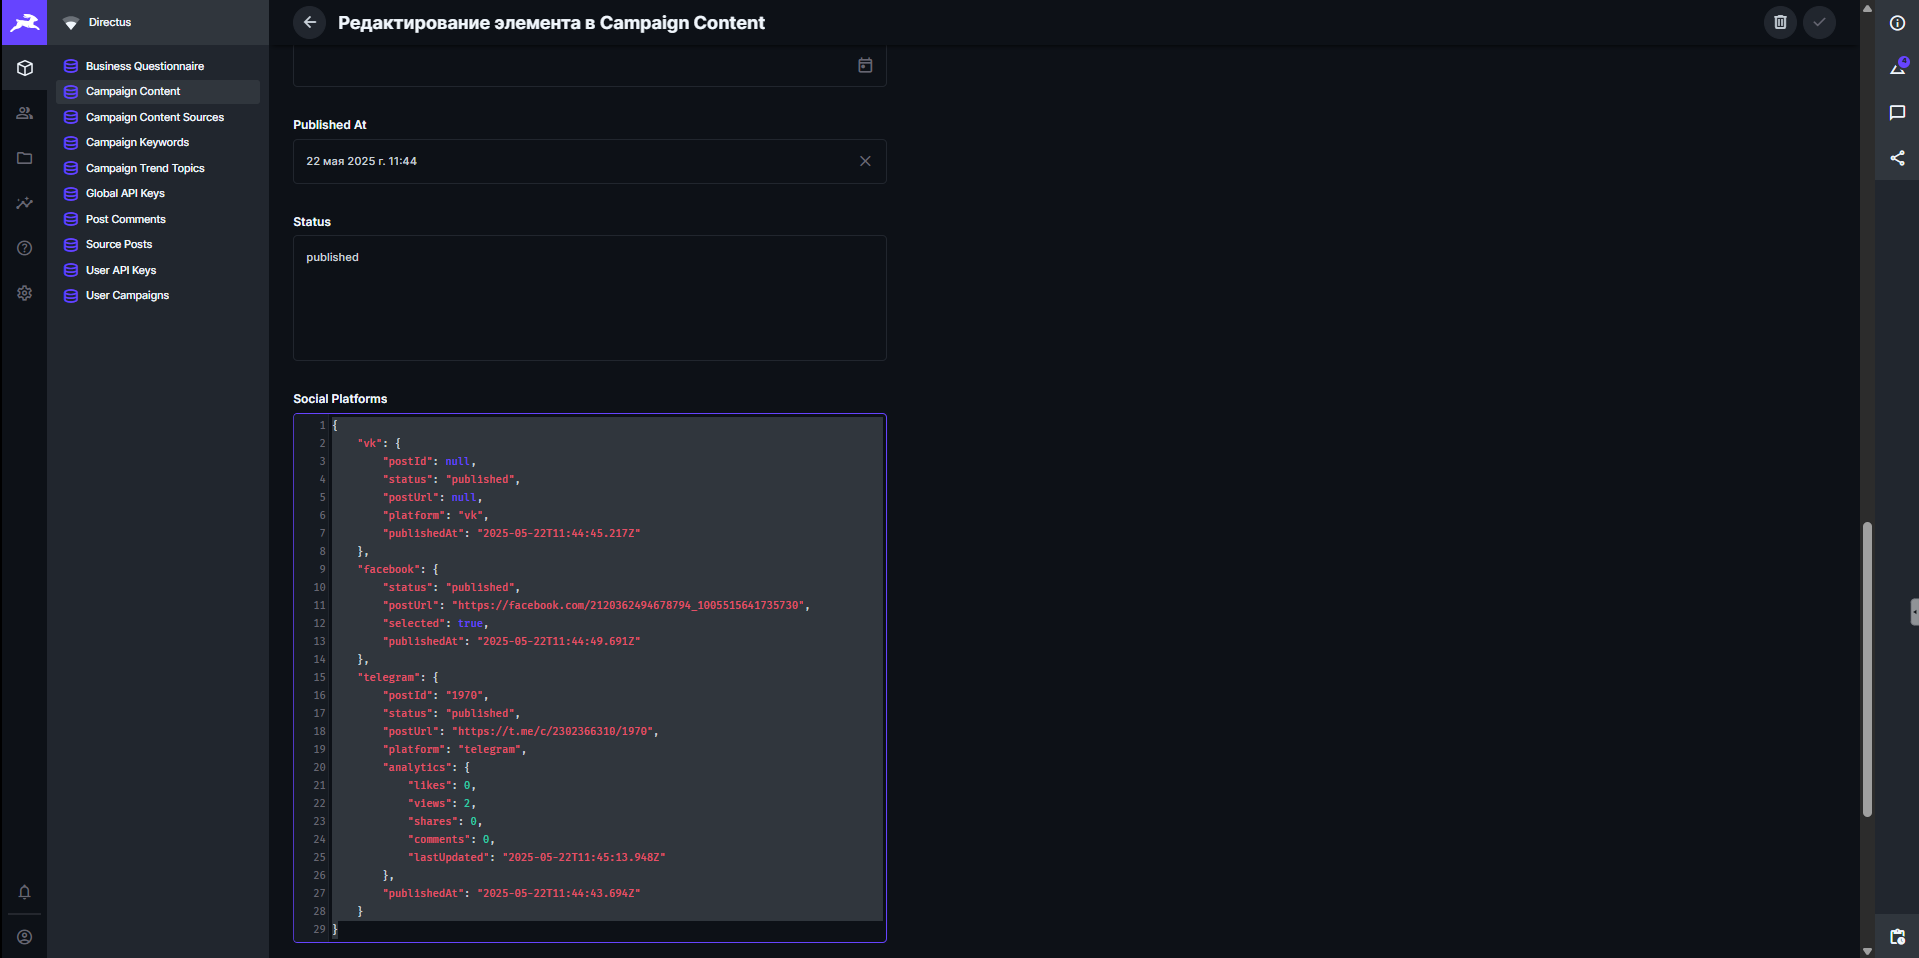 Directus
Редактирование элемента в Campaign Content
Business Questionnaire
Campaign Content
Campaign Content Sources
Campaign Keywords
Campaign Trend Topics
Global API Keys
Post Comments
Source Posts
User API Keys
User Campaigns
4
Published At
22 мая 2025 г. 11:44
Status
published
Social Platforms
1 {
2 "vk": {
3 "postId": null,
4 "status": "published",
5 "postUrl": null,
6 "platform": "vk",
7 "publishedAt": "2025-05-22T11:44:45.217Z"
8 },
9 "facebook": {
10 "status": "published",
11 "postUrl": "https://facebook.com/2120362494678794_1005515641735730",
12 "selected": true,
13 "publishedAt": "2025-05-22T11:44:49.691Z"
14 },
15 "telegram": {
16 "postId": "1970",
17 "status": "published",
18 "postUrl": "https://t.me/c/2302366310/1970",
19 "platform": "telegram",
20 "analytics": {
21 "likes": 0,
22 "views": 2,
23 "shares": 0,
24 "comments": 0,
25 "lastUpdated": "2025-05-22T11:45:13.948Z"
26 },
27 "publishedAt": "2025-05-22T11:44:43.694Z"
28 }
29 }